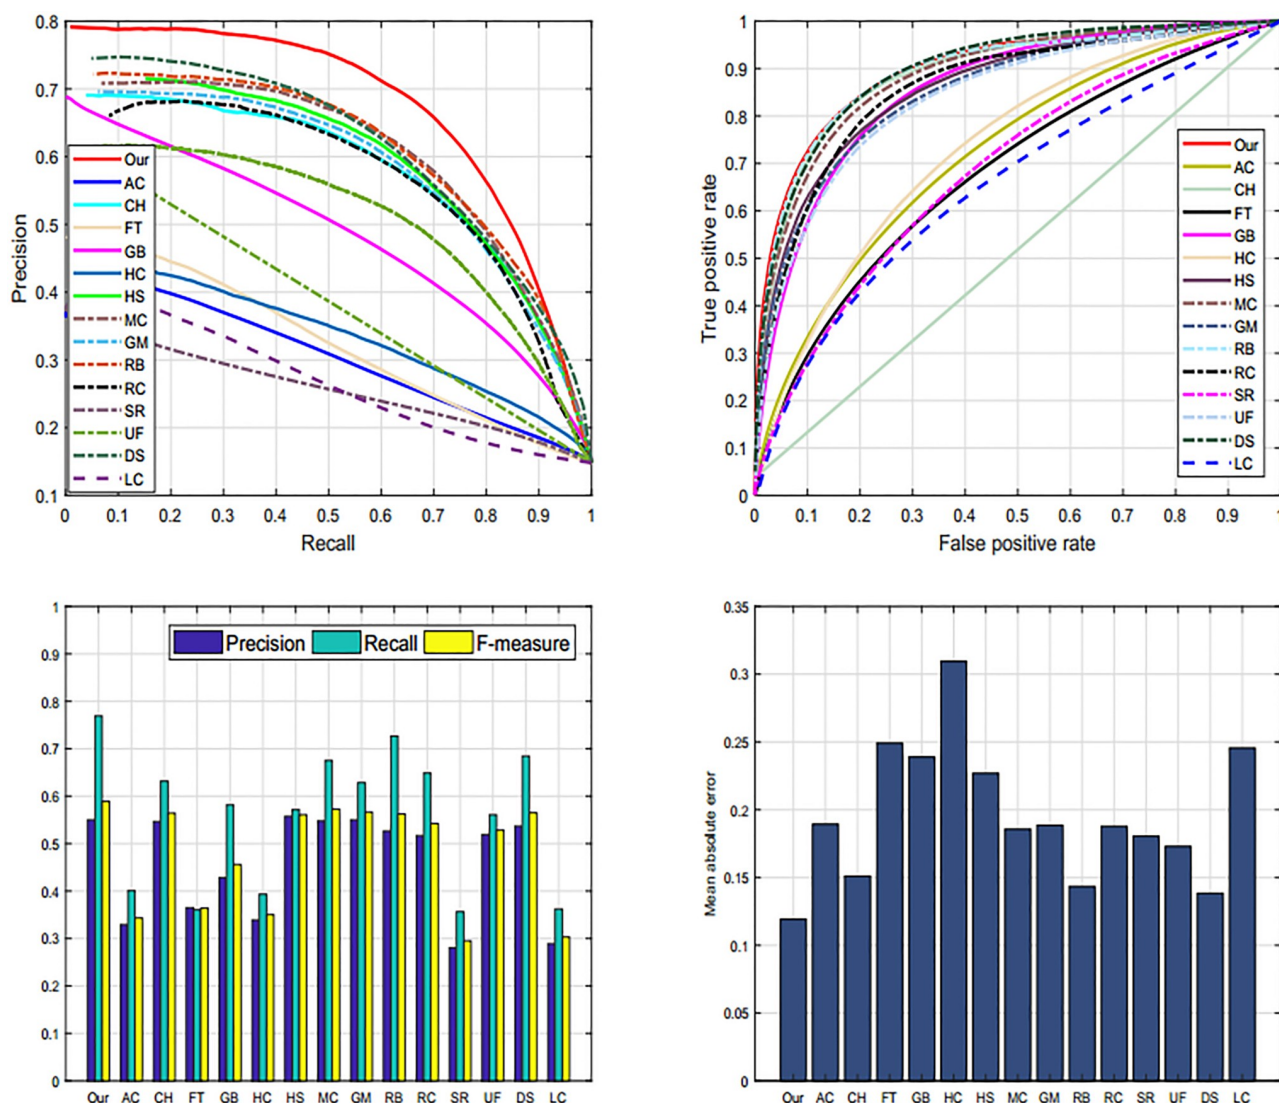 0.8
0.7
0.6
0.5
0.4
0.3
0.2
0.1
Precision
Our
AC
CH
FT
GB
HC
HS
MC
GM
RB
RC
SR
UF
DS
LC
0 0.1 0.2 0.3 0.4 0.5 0.6 0.7 0.8 0.9 1
Recall
1
0.9
0.8
0.7
0.6
0.5
0.4
0.3
0.2
0.1
0
True positive rate
Our
AC
CH
FT
GB
HC
HS
MC
GM
RB
RC
SR
UF
DS
LC
0 0.1 0.2 0.3 0.4 0.5 0.6 0.7 0.8 0.9 1
False positive rate
1
0.9
0.8
0.7
0.6
0.5
0.4
0.3
0.2
0.1
0
Precision Recall F-measure
Our AC CH FT GB HC HS MC GM RB RC SR UF DS LC
0.35
0.3
0.25
0.2
0.15
0.1
0.05
0
Mean absolute error
Our AC CH FT GB HC HS MC GM RB RC SR UF DS LC